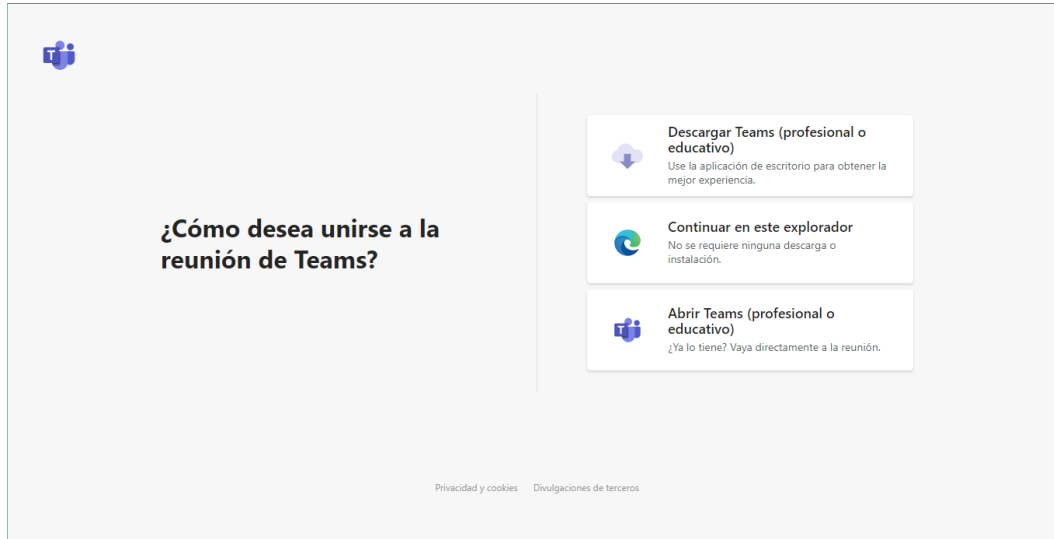 ¿Cómo desea unirse a la
reunión de Teams?
Descargar Teams (profesional o
educativo)
Use la aplicación de escritorio para obtener la
mejor experiencia.
Continuar en este explorador
No se requiere ninguna descarga o
instalación.
Abrir Teams (profesional o
educativo)
¿Ya lo tiene? Vaya directamente a la reunión.
Privacidad y cookies Divulgaciones de terceros